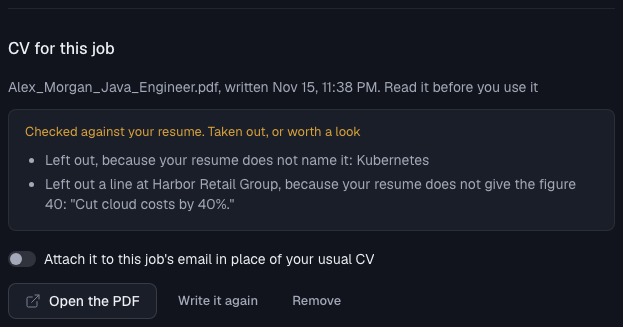 CV for this job
Alex_Morgan_Java_Engineer.pdf, written Nov 15, 11:38 PM. Read it before you use it
Checked against your resume. Taken out, or worth a look
• Left out, because your resume does not name it: Kubernetes
• Left out a line at Harbor Retail Group, because your resume does not give the figure
40: "Cut cloud costs by 40%."
Attach it to this job's email in place of your usual CV
Open the PDF
Write it again
Remove